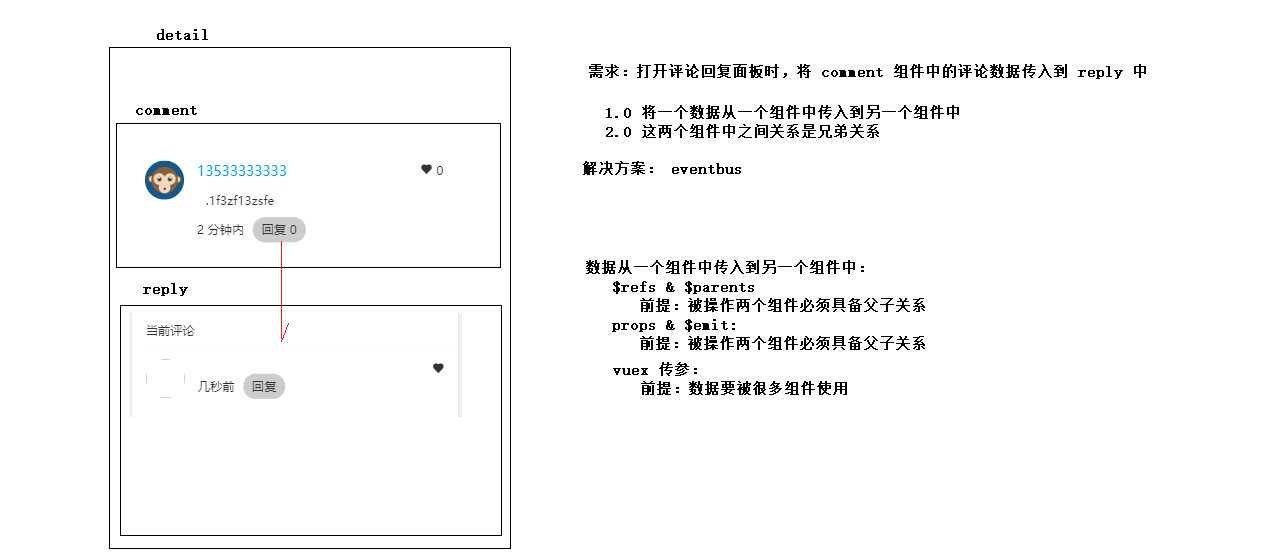 detail
comment
13533333333
0
.1f3zf13zsfe
2 分钟内
回复 0
reply
当前评论
几秒前
回复
需求：打开评论回复面板时，将 comment 组件中的评论数据传入到 reply 中
1.0 将一个数据从一个组件中传入到另一个组件中
2.0 这两个组件中之间关系是兄弟关系
解决方案： eventbus
数据从一个组件中传入到另一个组件中：
$refs & $parents
前提：被操作两个组件必须具备父子关系
props & $emit:
前提：被操作两个组件必须具备父子关系
vuex 传参：
前提：数据要被很多组件使用